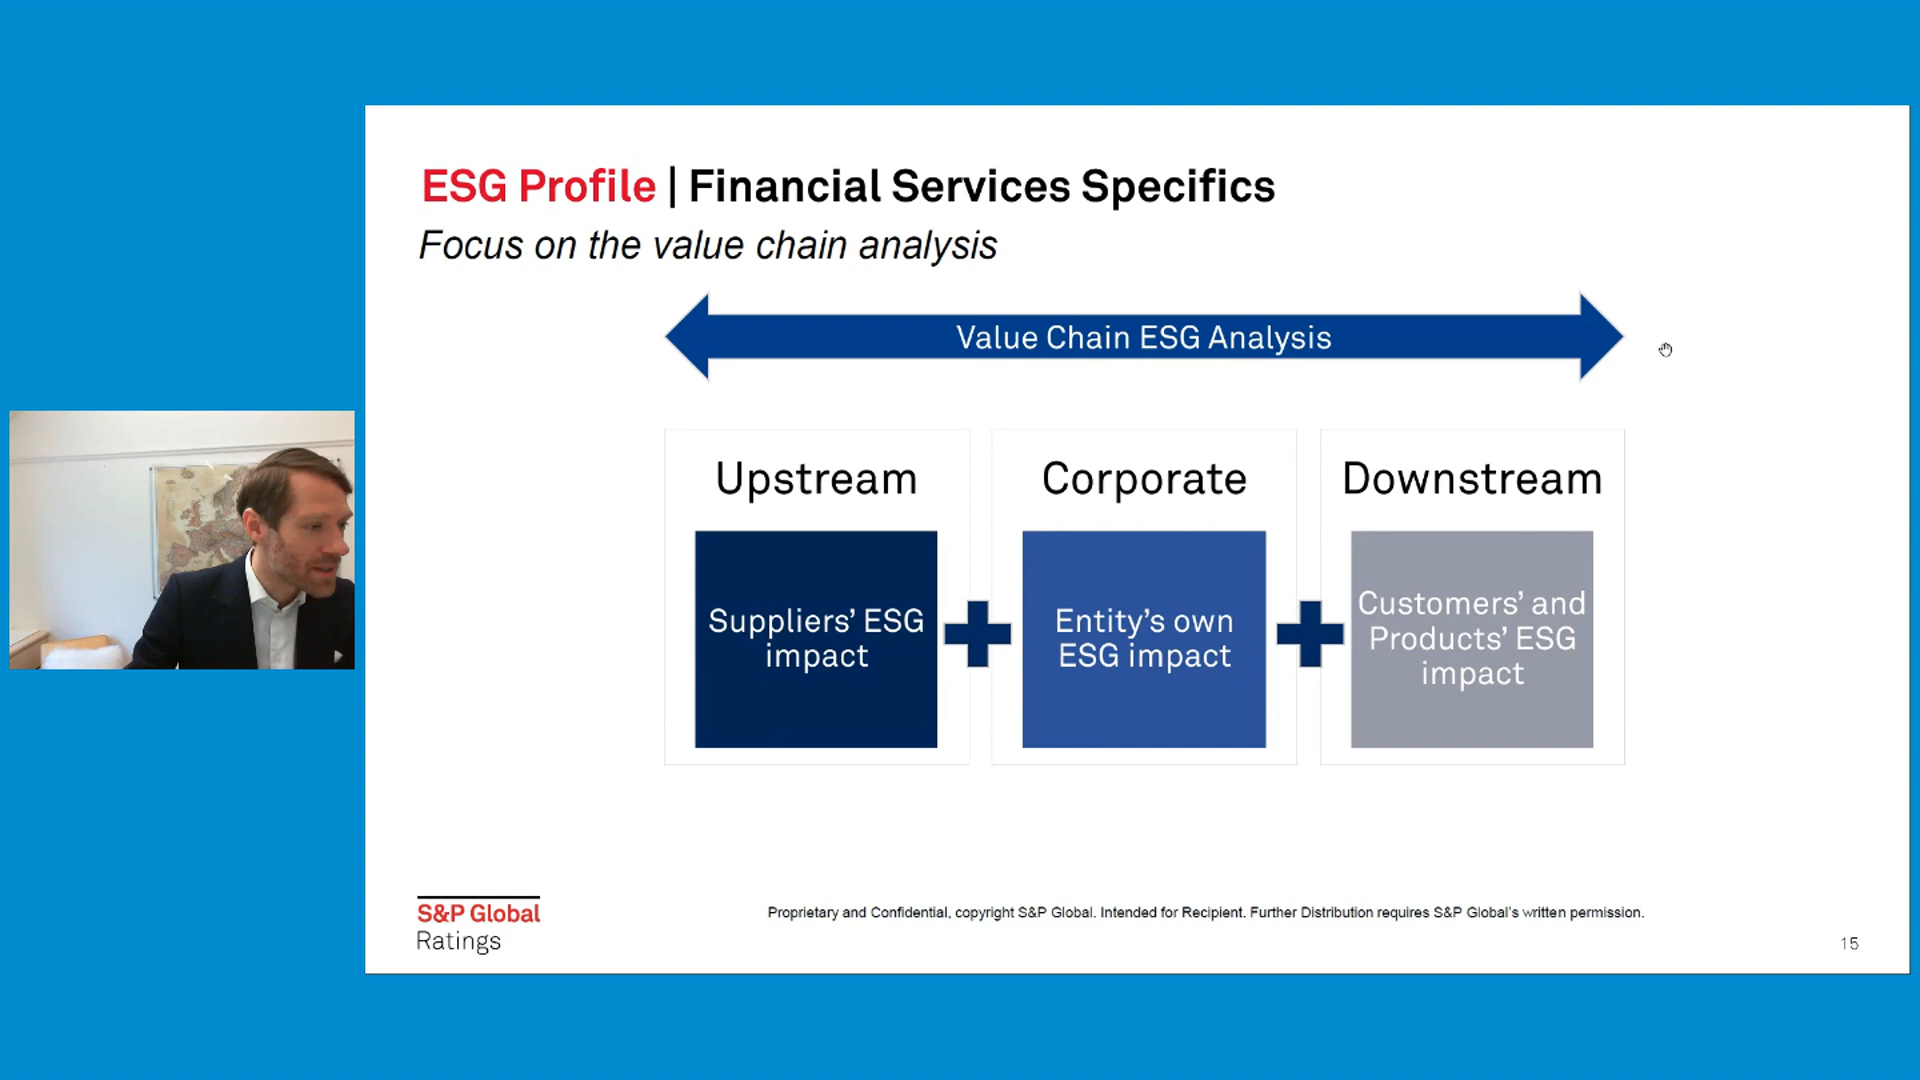 ESG Profile | Financial Services Specifics
Focus on the value chain analysis
Value Chain ESG Analysis
Upstream
Suppliers’ ESG
impact
Corporate
Entity’s own
ESG impact
Downstream
Customers’ and
Products’ ESG
impact
S&P Global
Ratings
Proprietary and Confidential, copyright S&P Global. Intended for Recipient. Further Distribution requires S&P Global’s written permission.
15